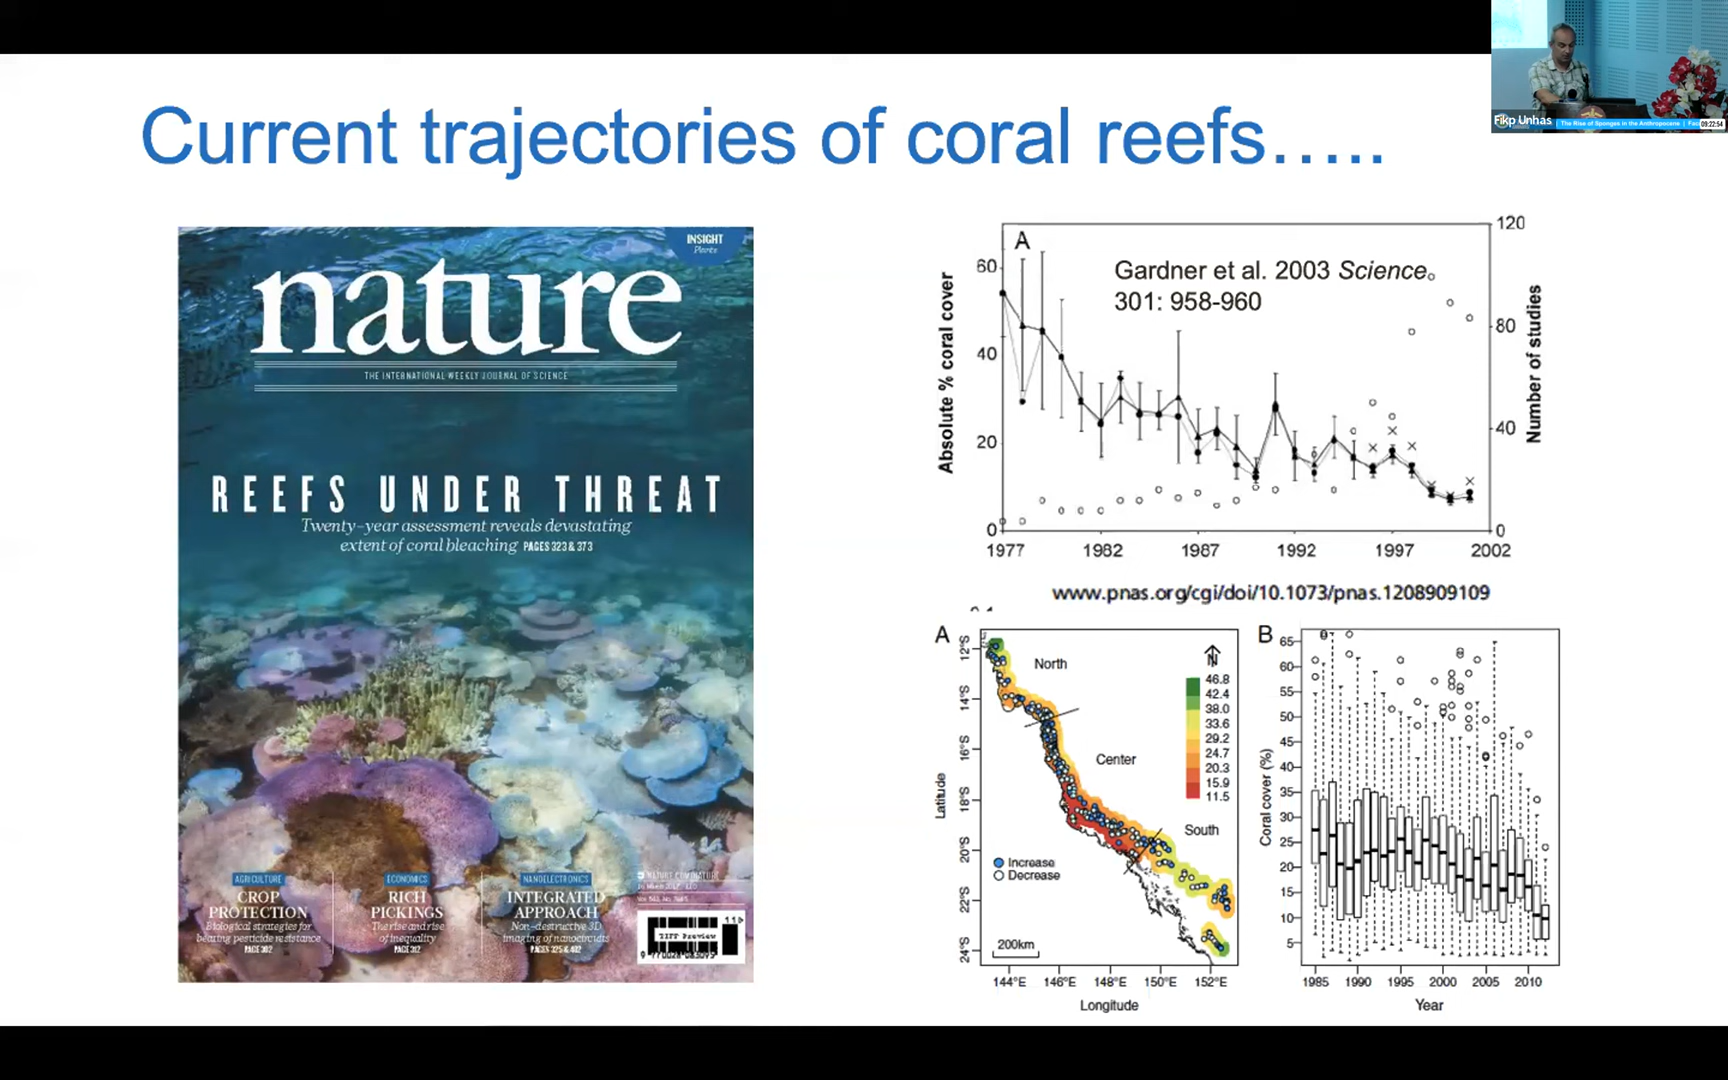 Current trajectories of coral reefs…..
Fikp Unhas
The Rise of Sponges in the Anthropocene
09:22:54
INSIGHT
Plants
nature
THE INTERNATIONAL WEEKLY JOURNAL OF SCIENCE
REEFS UNDER THREAT
Twenty-year assessment reveals devastating
extent of coral bleaching PAGES 323 & 373
AGRICULTURE
CROP
PROTECTION
Biological strategies for
beating pesticide resistance
ECONOMICS
RICH
PICKINGS
The rise and rise
of inequality
PAGE 312
NANOELECTRONICS
INTEGRATED
APPROACH
Non-destructive 3D
imaging of nanocircuits
A
Gardner et al. 2003 Science
301: 958-960
Absolute % coral cover
60
40
20
0
120
80
40
0
Number of studies
1977 1982 1987 1992 1997 2002
www.pnas.org/cgi/doi/10.1073/pnas.1208909109
A
North
Center
South
N
46.8
42.4
38.0
33.6
29.2
24.7
20.3
15.9
11.5
Increase
Decrease
200km
Latitude
12°S
14°S
16°S
18°S
20°S
22°S
24°S
144°E 146°E 148°E 150°E 152°E
Longitude
B
Coral cover (%)
65
60
55
50
45
40
35
30
25
20
15
10
5
1985 1990 1995 2000 2005 2010
Year